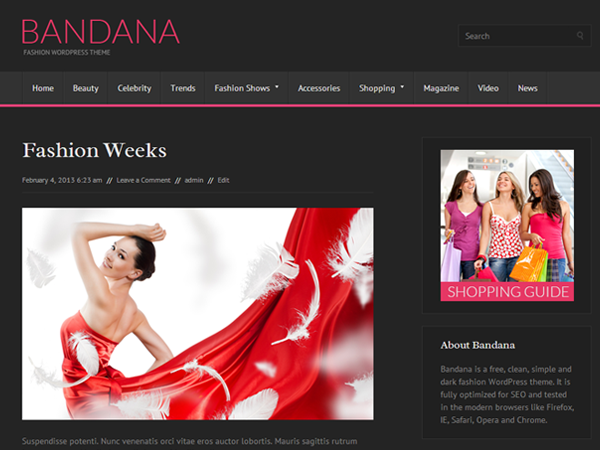 BANDANA
FASHION WORDPRESS THEME
Search
Home Beauty Celebrity Trends Fashion Shows Accessories Shopping Magazine Video News
Fashion Weeks
February 4, 2013 6:23 am // Leave a Comment // admin // Edit
Suspendisse potenti. Nunc venenatis orci vitae eros auctor lobortis. Mauris sagittis rutrum
SHOPPING GUIDE
About Bandana
Bandana is a free, clean, simple and
dark fashion WordPress theme. It is
fully optimized for SEO and tested
in the modern browsers like Firefox,
IE, Safari, Opera and Chrome.